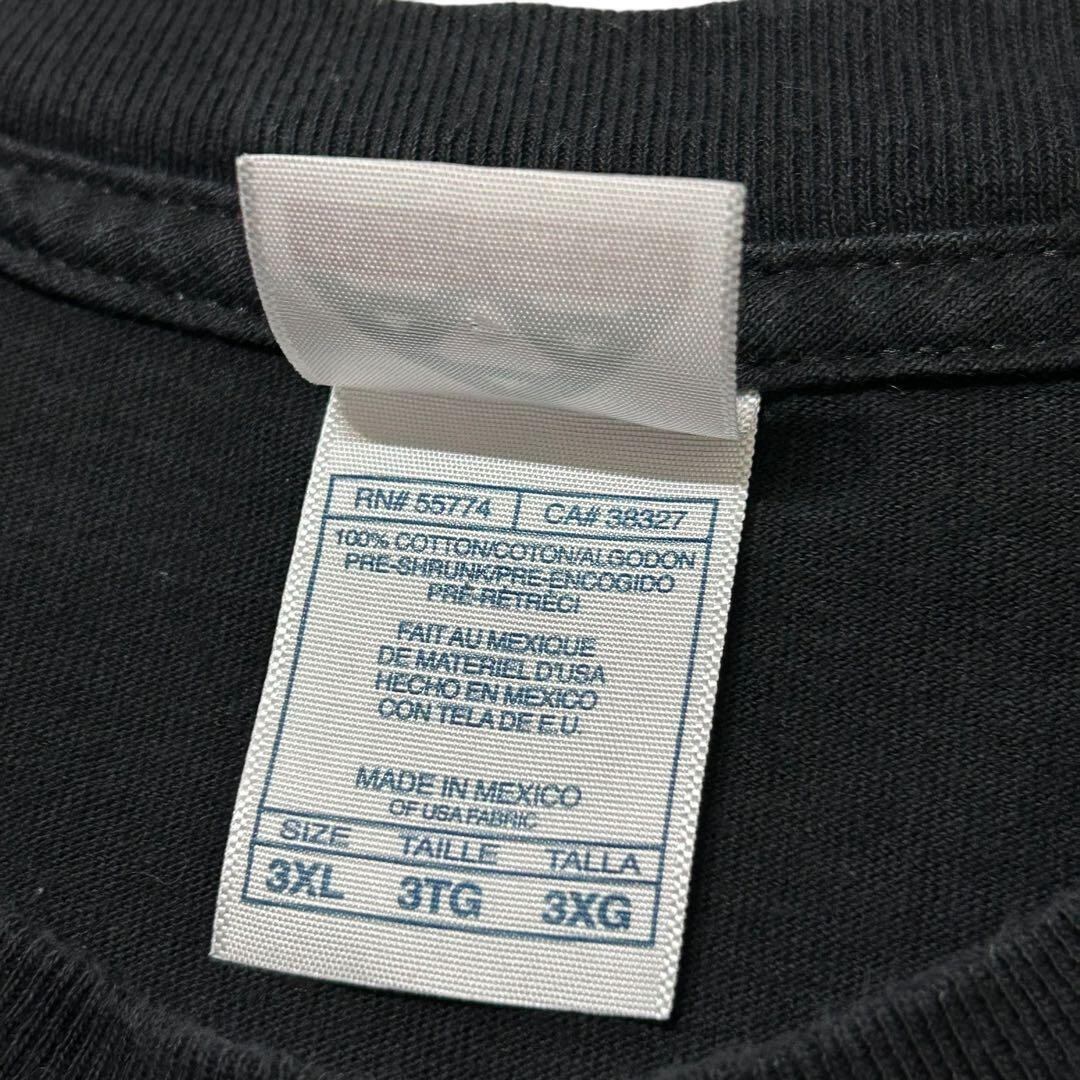 RN# 55774 CA# 38327
100% COTTON/COTON/ALGODON
PRE-SHRUNK/PRE-ENCOGIDO
PRÉ-RÉTRÉCI
FAIT AU MEXIQUE
DE MATERIEL D'USA
HECHO EN MEXICO
CON TELA DE E.U.
MADE IN MEXICO
OF USA FABRIC
SIZE TAILLE TALLA
3XL 3TG 3XG